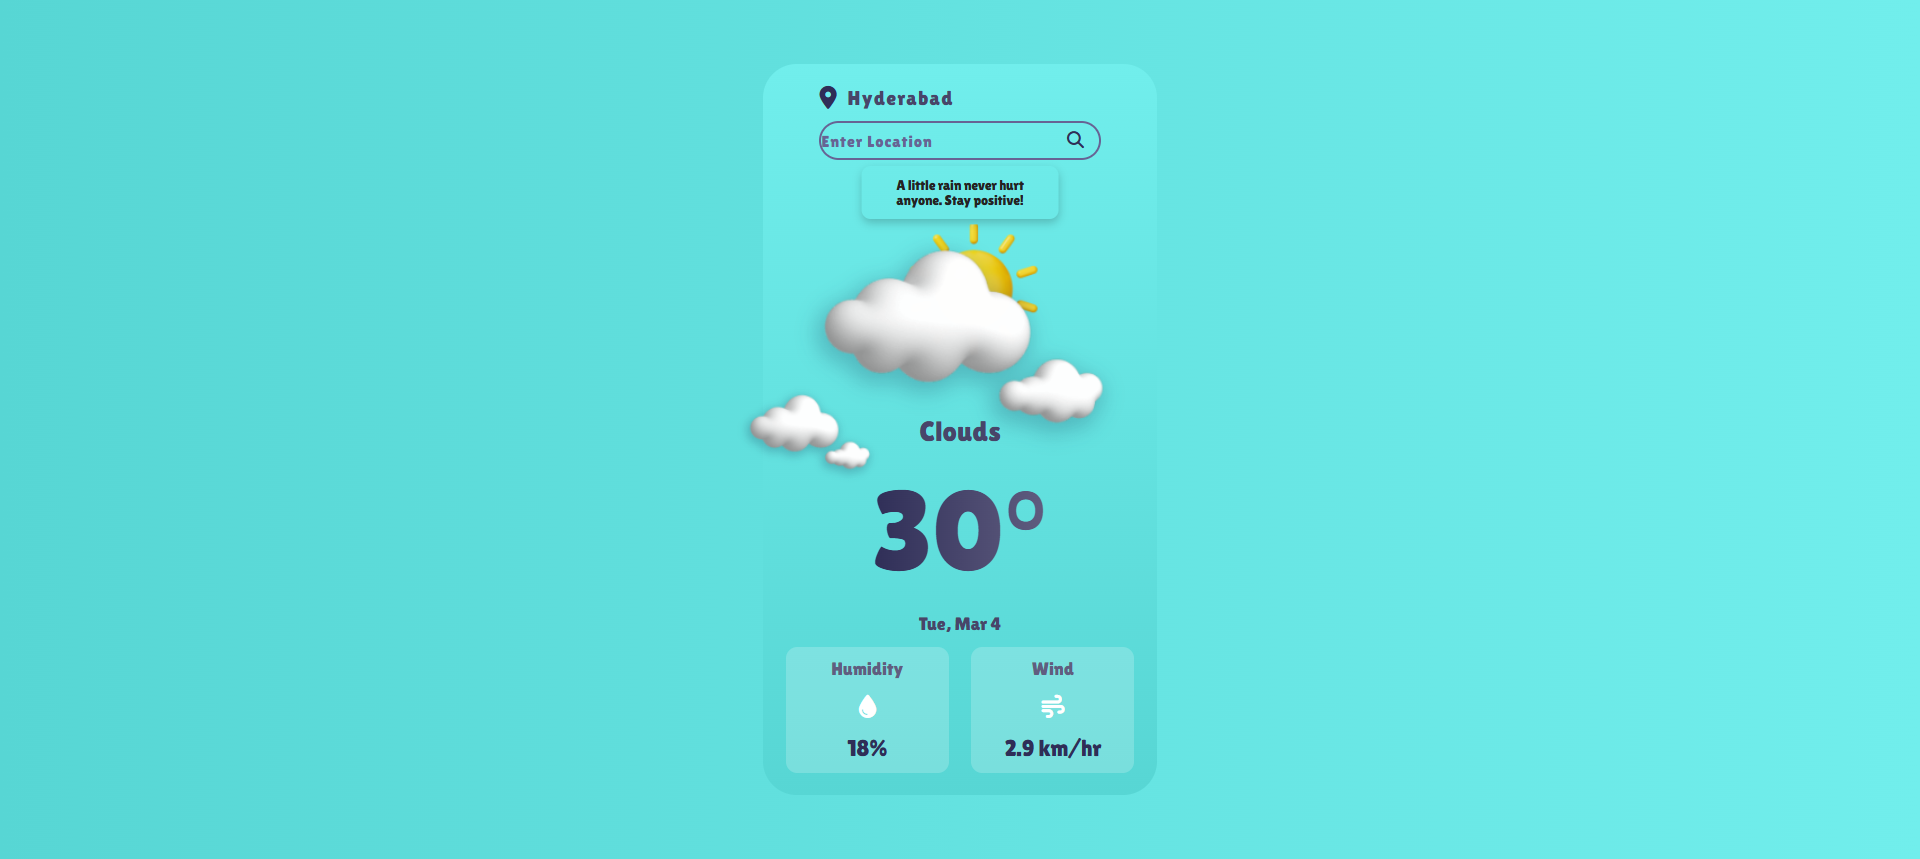 Hyderabad
Enter Location
A little rain never hurt
anyone. Stay positive!
Clouds
30°
Tue, Mar 4
Humidity
Wind
18%
2.9 km/hr